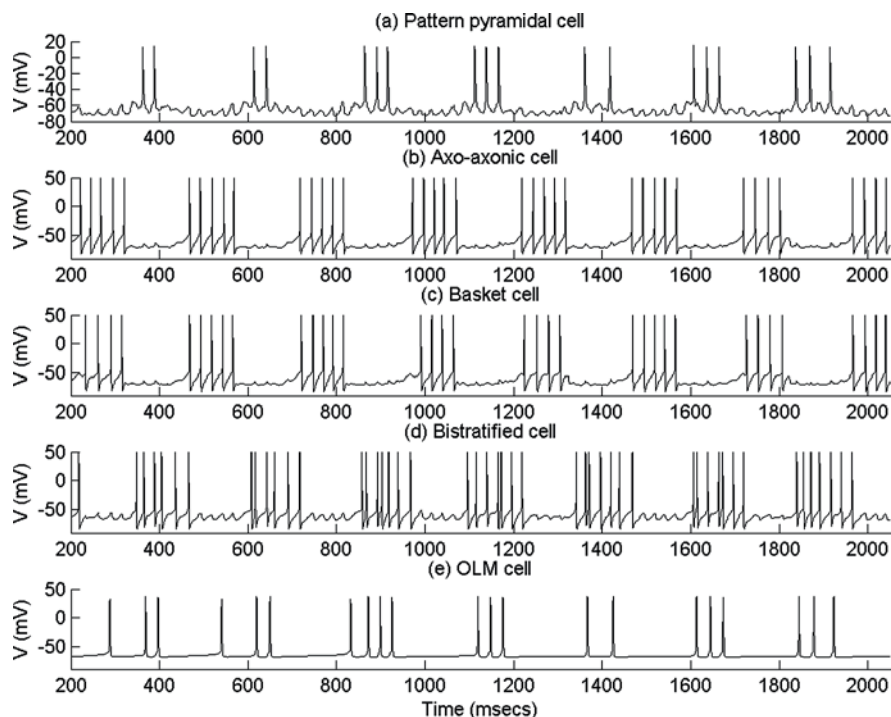 (a) Pattern pyramidal cell
V (mV)
20
0
-20
-40
-60
-80
200 400 600 800 1000 1200 1400 1600 1800 2000
(b) Axo-axonic cell
V (mV)
50
0
-50
200 400 600 800 1000 1200 1400 1600 1800 2000
(c) Basket cell
V (mV)
50
0
-50
200 400 600 800 1000 1200 1400 1600 1800 2000
(d) Bistratified cell
V (mV)
50
0
-50
200 400 600 800 1000 1200 1400 1600 1800 2000
(e) OLM cell
V (mV)
50
0
-50
200 400 600 800 1000 1200 1400 1600 1800 2000
Time (msecs)